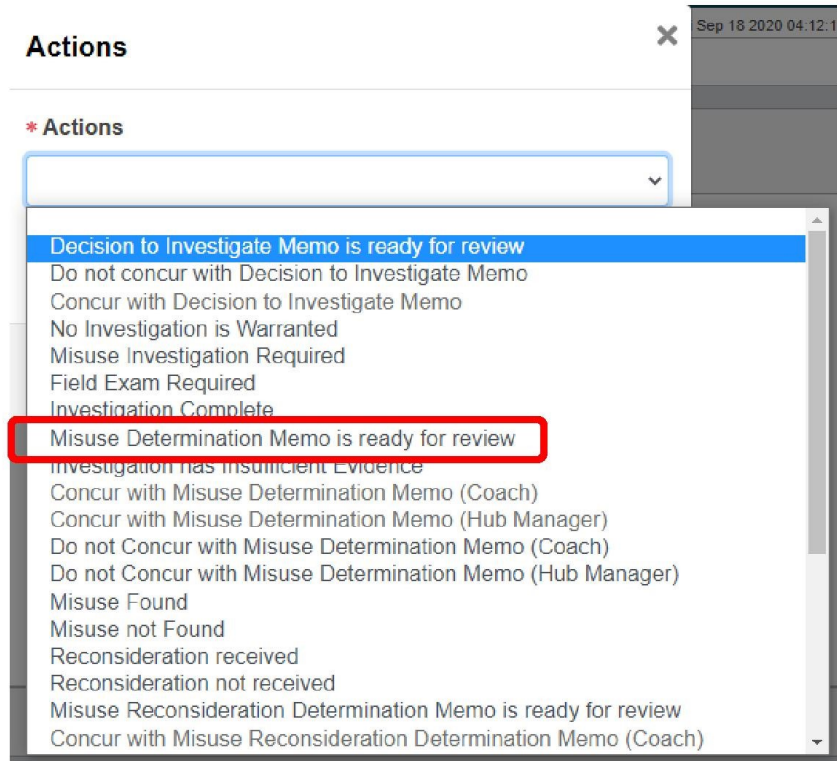 Actions
Sep 18 2020 04:12:1
* Actions
Decision to Investigate Memo is ready for review
Do not concur with Decision to Investigate Memo
Concur with Decision to Investigate Memo
No Investigation is Warranted
Misuse Investigation Required
Field Exam Required
Investigation Complete
Misuse Determination Memo is ready for review
Investigation has Insufficient Evidence
Concur with Misuse Determination Memo (Coach)
Concur with Misuse Determination Memo (Hub Manager)
Do not Concur with Misuse Determination Memo (Coach)
Do not Concur with Misuse Determination Memo (Hub Manager)
Misuse Found
Misuse not Found
Reconsideration received
Reconsideration not received
Misuse Reconsideration Determination Memo is ready for review
Concur with Misuse Reconsideration Determination Memo (Coach)